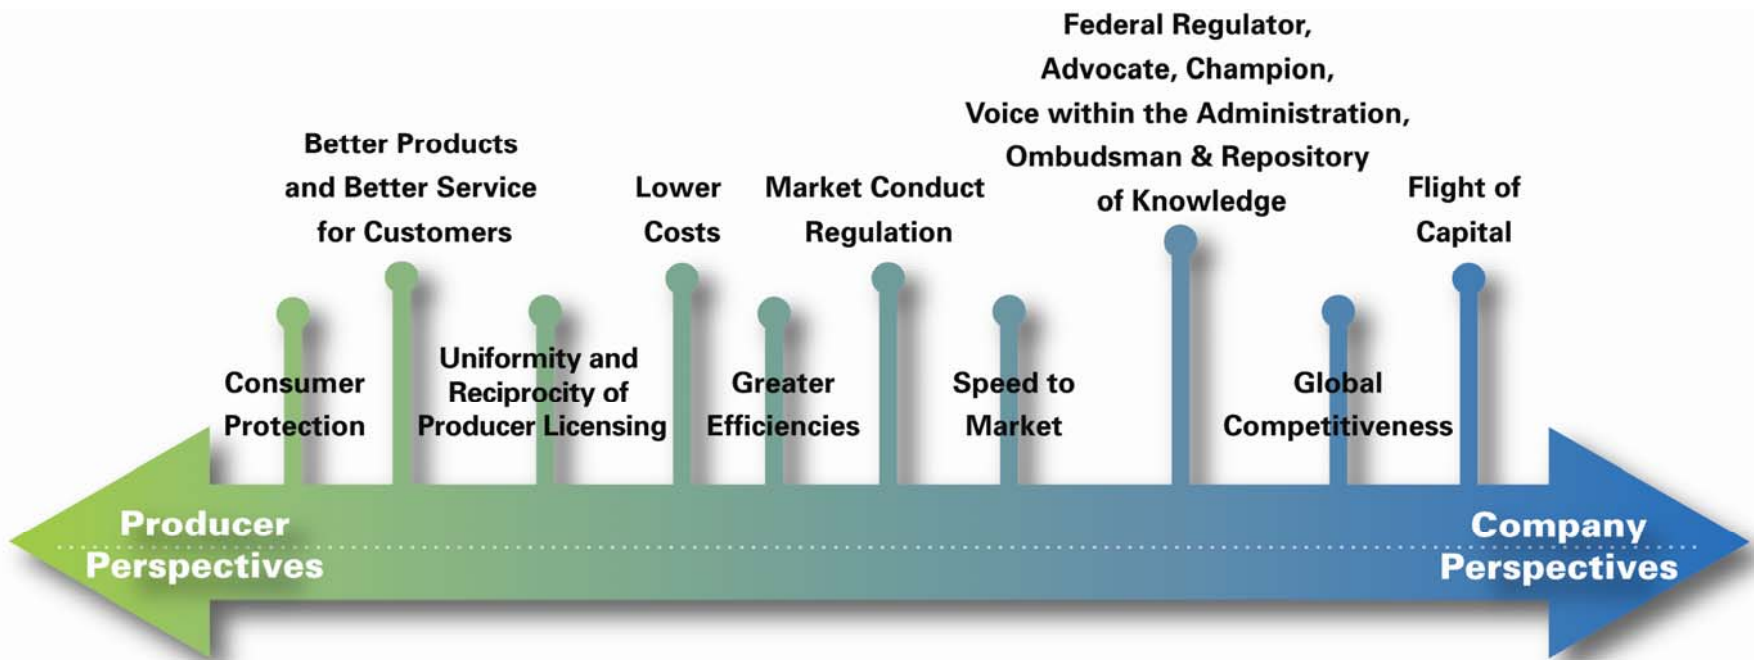 Federal Regulator,
Advocate, Champion,
Voice within the Administration,
Ombudsman & Repository
of Knowledge
Better Products
and Better Service
for Customers
Lower
Costs
Market Conduct
Regulation
Flight of
Capital
Consumer
Protection
Uniformity and
Reciprocity of
Producer Licensing
Greater
Efficiencies
Speed to
Market
Global
Competitiveness
Producer
Perspectives
Company
Perspectives